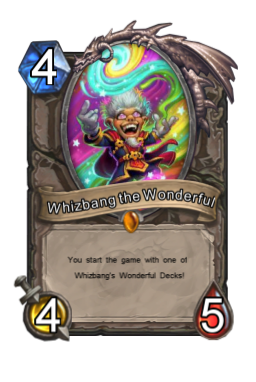 4
Whizbang the Wonderful
You start the game with one of
Whizbang's Wonderful Decks!
4
5